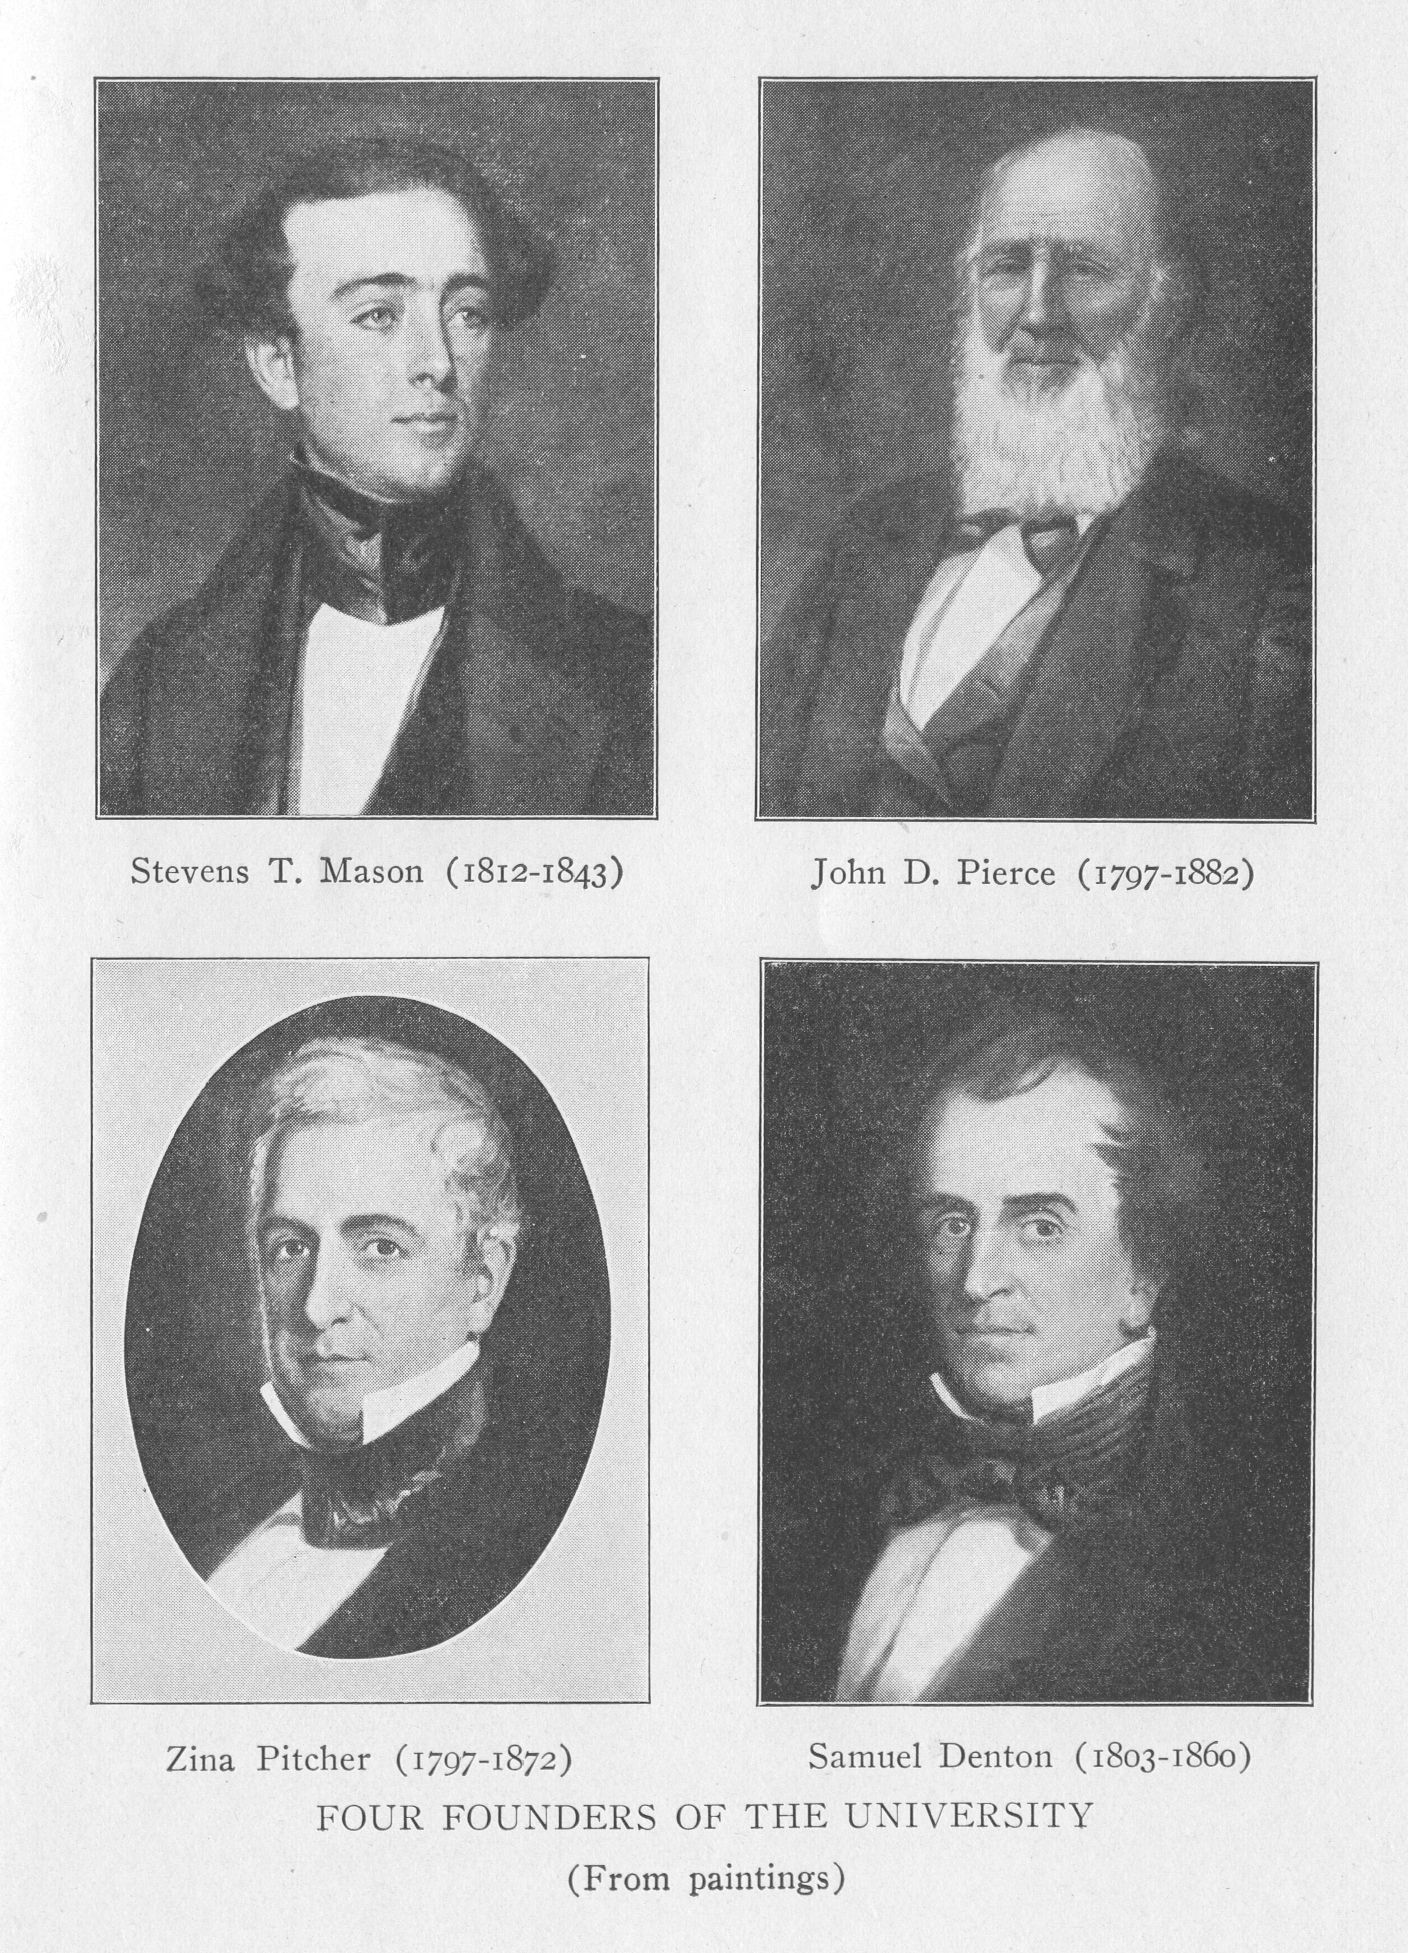 Stevens T. Mason (1812-1843)
John D. Pierce (1797-1882)
Zina Pitcher (1797-1872)
Samuel Denton (1803-1860)
FOUR FOUNDERS OF THE UNIVERSITY
(From paintings)